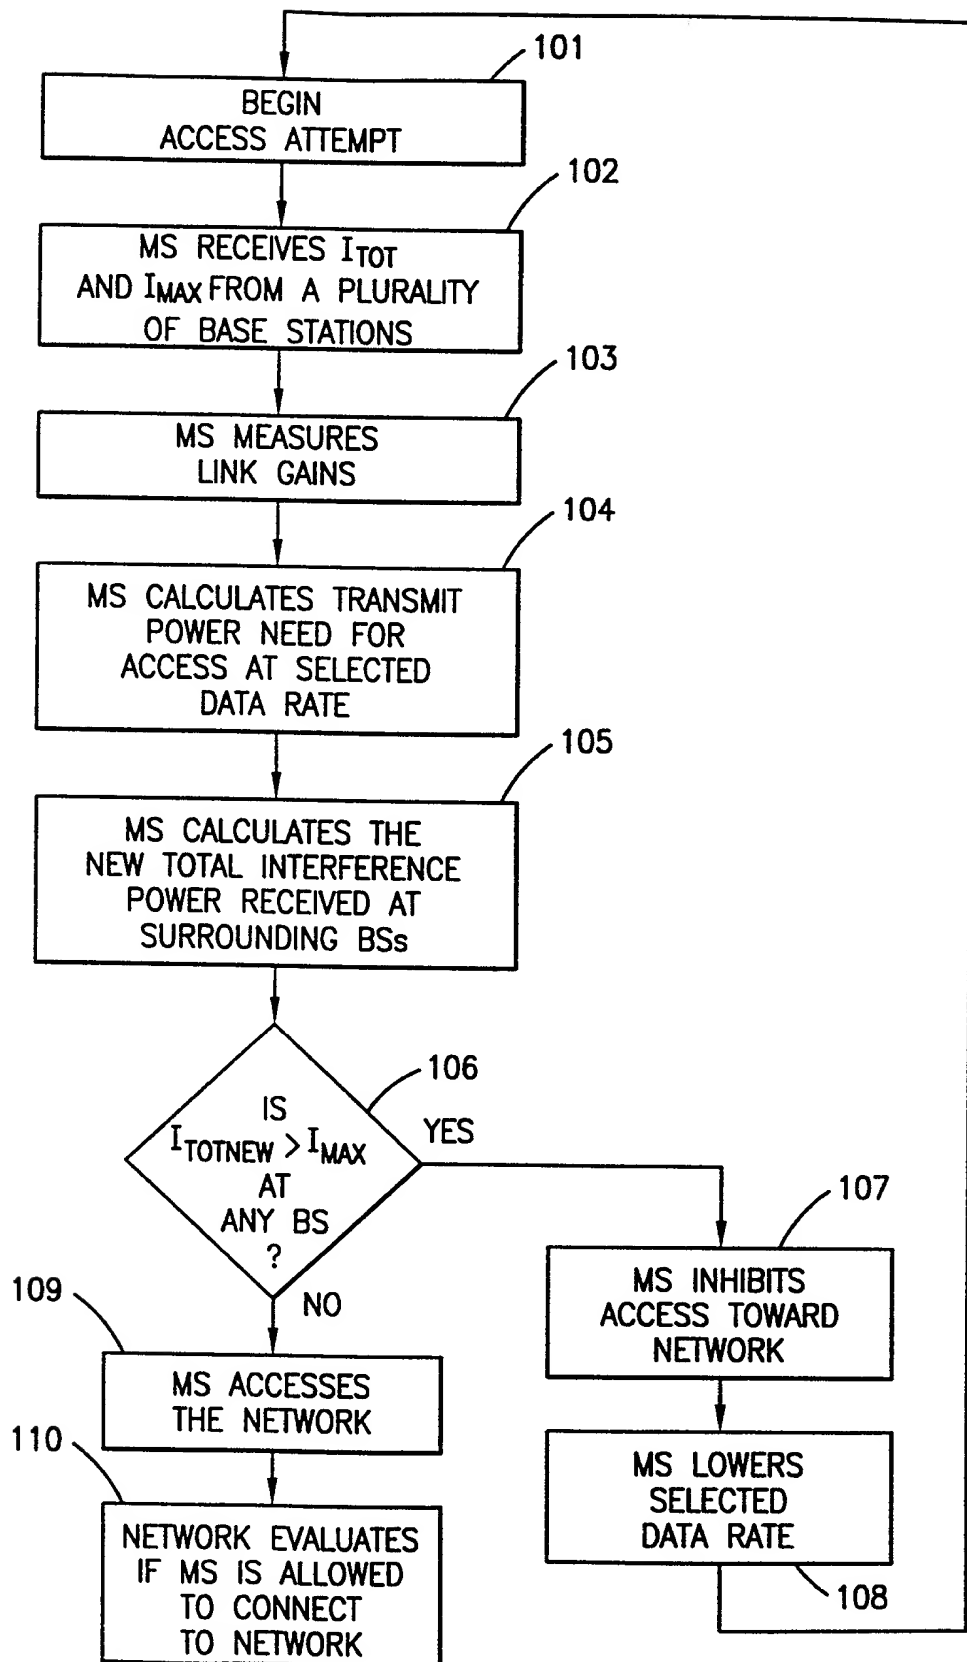 101
BEGIN
ACCESS ATTEMPT
102
MS RECEIVES ITOT
AND IMAX FROM A PLURALITY
OF BASE STATIONS
103
MS MEASURES
LINK GAINS
104
MS CALCULATES TRANSMIT
POWER NEED FOR
ACCESS AT SELECTED
DATA RATE
105
MS CALCULATES THE
NEW TOTAL INTERFERENCE
POWER RECEIVED AT
SURROUNDING BSs
106
IS
ITOTNEW > IMAX
AT
ANY BS
?
YES
NO
107
MS INHIBITS
ACCESS TOWARD
NETWORK
MS LOWERS
SELECTED
DATA RATE
108
109
MS ACCESSES
THE NETWORK
110
NETWORK EVALUATES
IF MS IS ALLOWED
TO CONNECT
TO NETWORK